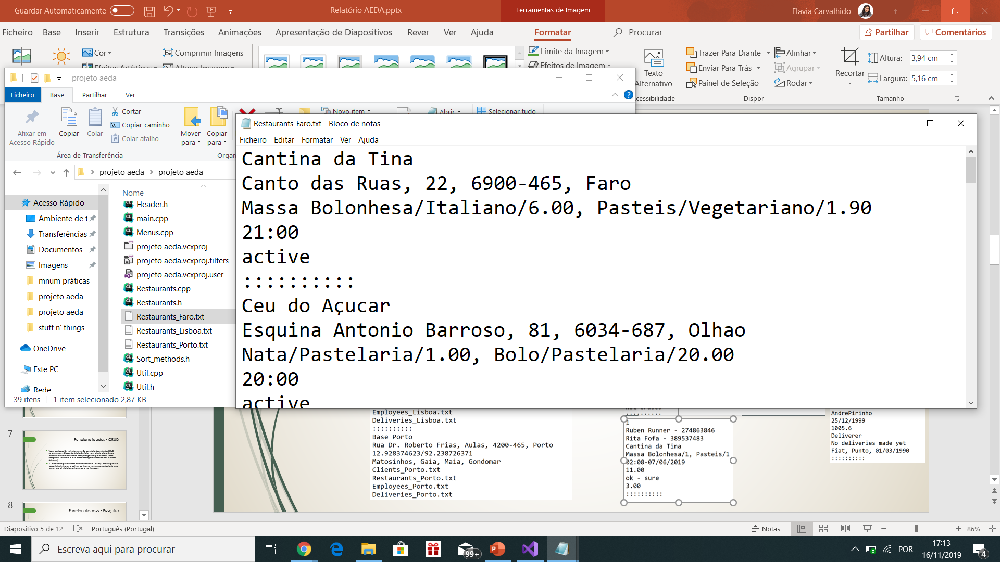 Guardar Automaticamente
Relatório AEDA.pptx
Ferramentas de Imagem
Flavia Carvalhido
Ficheiro Base Inserir Estrutura Transições Animações Apresentação de Diapositivos Rever Ver Ajuda Formatar Procurar Partilhar Comentários
Cor
Comprimir Imagens
Limite da Imagem
Efeitos de Imagem
Texto
Alternativo
Trazer Para Diante
Enviar Para Trás
Painel de Seleção
Alinhar
Agrupar
Rodar
Dispor
Recortar
Altura: 3,94 cm
Largura: 5,16 cm
Tamanho
projeto aeda
Ficheiro Base Partilhar Ver
Afixar em
Acesso Rápido
Copiar
Colar
Cortar
Copiar caminho
Colar atalho
Área de Transferência
Mover
para
Copiar
para
Novo item
Abrir
Selecionar tudo
projeto aeda > projeto aeda
Acesso Rápido
Transferências
Documentos
Imagens
mnum práticas
projeto aeda
projeto aeda
stuff n' things
OneDrive
Este PC
Rede
Nome
Header.h
main.cpp
Menus.cpp
projeto aeda.vcxproj
projeto aeda.vcxproj.filters
projeto aeda.vcxproj.user
Restaurants.cpp
Restaurants.h
Restaurants_Faro.txt
Restaurants_Lisboa.txt
Restaurants_Porto.txt
Sort_methods.h
Util.cpp
Util.h
39 itens 1 item selecionado 2,87 KB
Restaurants_Faro.txt - Bloco de notas
Ficheiro Editar Formatar Ver Ajuda
Cantina da Tina
Canto das Ruas, 22, 6900-465, Faro
Massa Bolonhesa/Italiano/6.00, Pasteis/Vegetariano/1.90
21:00
active
::::::::::
Ceu do Açucar
Esquina Antonio Barroso, 81, 6034-687, Olhao
Nata/Pastelaria/1.00, Bolo/Pastelaria/20.00
20:00
active
7
Funcionalidades - CRUD
8
Funcionalidades - Pesquisa
Employees_Lisboa.txt
Deliveries_Lisboa.txt
::::::::::
Base Porto
Rua Dr. Roberto Frias, Aulas, 4200-465, Porto
12.928374623/92.238726371
Matosinhos, Gaia, Maia, Gondomar
Clients_Porto.txt
Restaurants_Porto.txt
Employees_Porto.txt
Deliveries_Porto.txt
1
Ruben Runner - 274863846
Rita Fofa - 389537483
Cantina da Tina
Massa Bolonhesa/1, Pasteis/1
02:08-07/06/2019
11.00
ok - sure
3.00
::::::::::
AndrePirinho
25/12/1999
1005.6
Deliverer
No deliveries made yet
Fiat, Punto, 01/03/1990
::::::::::
Diapositivo 5 de 12 Português (Portugal) Notas 86%
Escreva aqui para procurar
99+
POR
17:13
16/11/2019
4